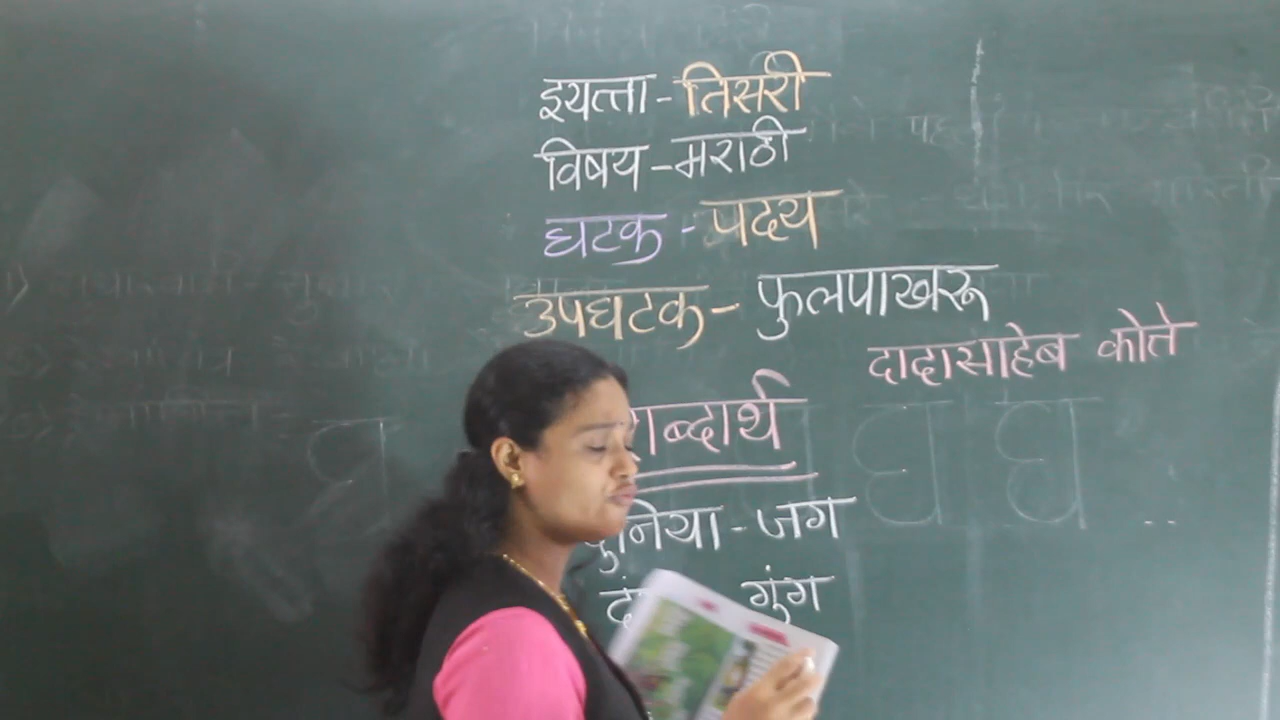 इयत्ता - तिसरी
विषय - मराठी
घटक - पद्य
उपघटक - फुलपाखरू
दादासाहेब कोते
शब्दार्थ
दुनिया - जग
गुंग